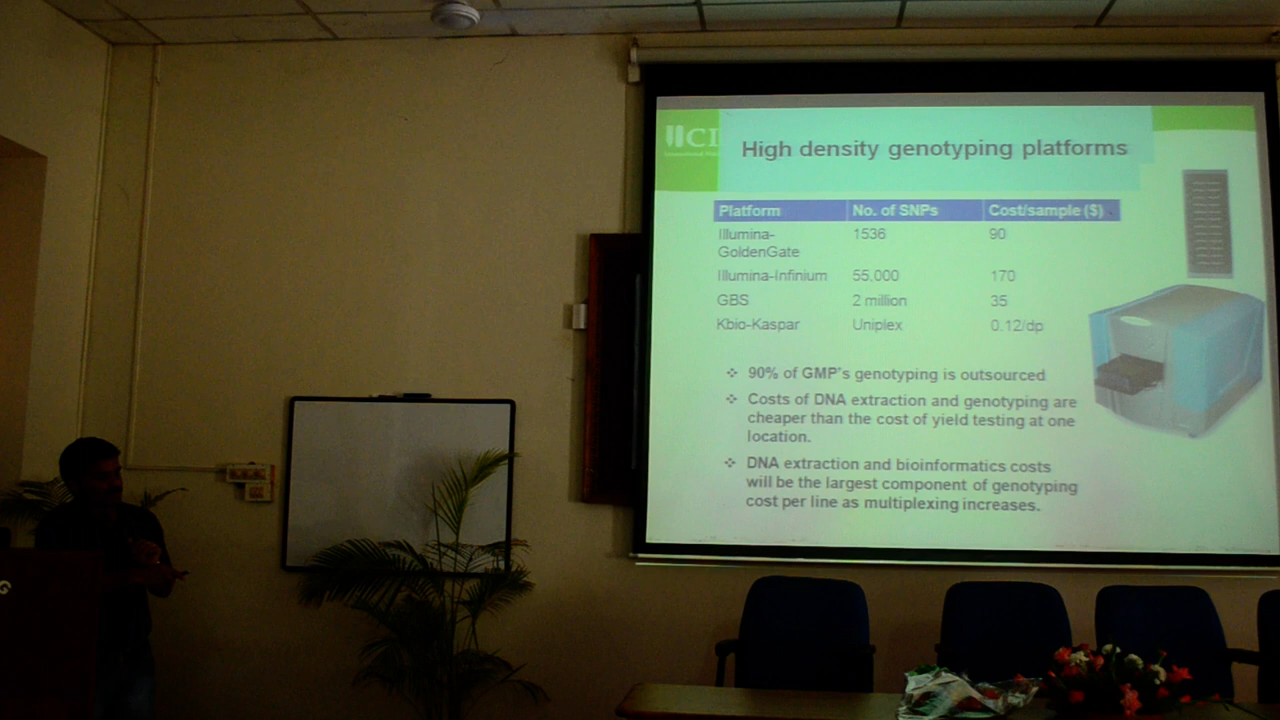 CI
High density genotyping platforms
Platform No. of SNPs Cost/sample ($)
Illumina-
GoldenGate 1536 90
Illumina-Infinium 55,000 170
GBS 2 million 35
Kbio-Kaspar Uniplex 0.12/dp
❖ 90% of GMP's genotyping is outsourced
❖ Costs of DNA extraction and genotyping are
cheaper than the cost of yield testing at one
location.
❖ DNA extraction and bioinformatics costs
will be the largest component of genotyping
cost per line as multiplexing increases.
G